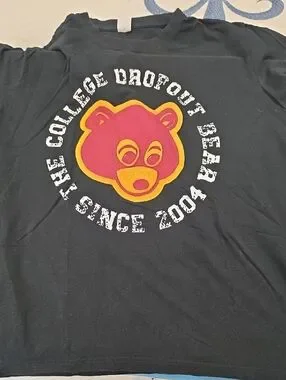 THE COLLEGE DROPOUT BEAR
SINCE 2004